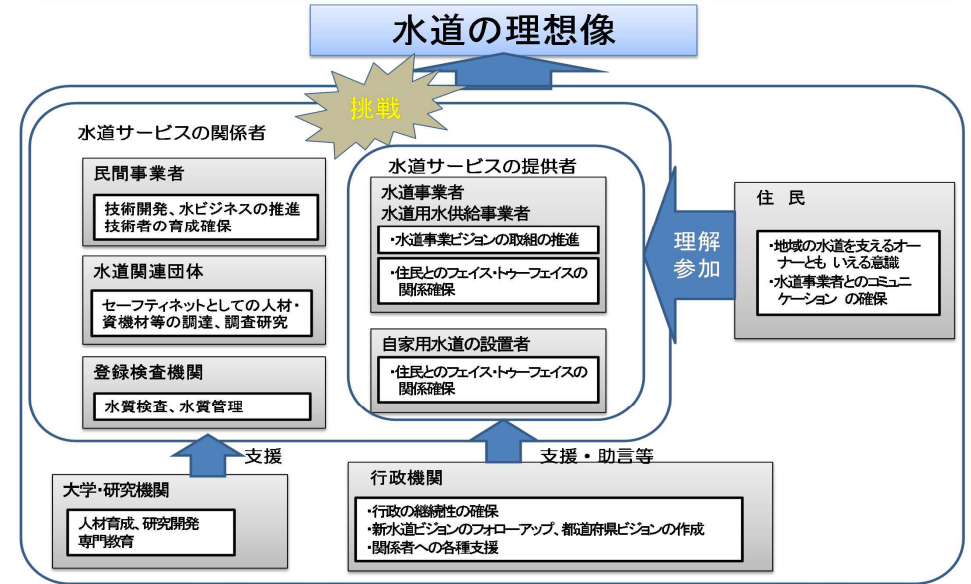 水道の理想像
挑戦
水道サービスの関係者
民間事業者
技術開発、水ビジネスの推進
技術者の育成確保
水道関連団体
セーフティネットとしての人材・
資機材等の調達、調査研究
登録検査機関
水質検査、水質管理
水道サービスの提供者
水道事業者
水道用水供給事業者
・水道事業ビジョンの取組の推進
・住民とのフェイス・トゥーフェイスの
関係確保
自家用水道の設置者
・住民とのフェイス・トゥーフェイスの
関係確保
理解
参加
住 民
・地域の水道を支えるオー
ナーとも いえる意識
・水道事業者とのコミュニ
ケーション の確保
支援
大学・研究機関
人材育成、研究開発
専門教育
支援・助言等
行政機関
・行政の継続性の確保
・新水道ビジョンのフォローアップ、都道府県ビジョンの作成
・関係者への各種支援